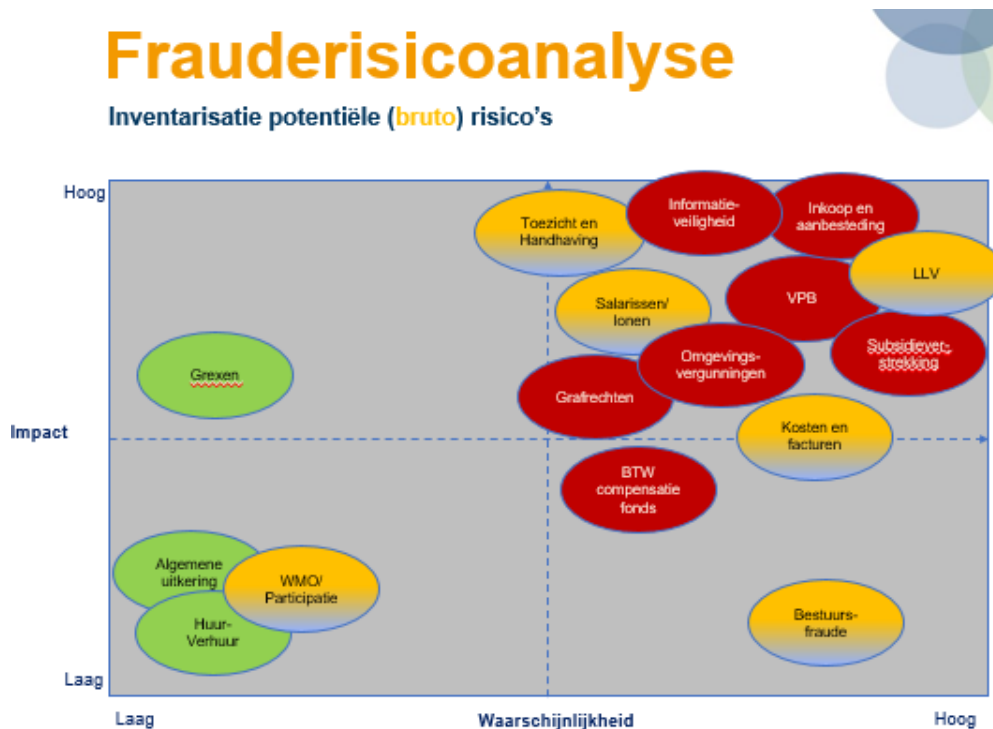 Frauderisicoanalyse
Inventarisatie potentiële (bruto) risico's
Hoog
Toezicht en
Handhaving
Informatie-
veiligheid
Inkoop en
aanbesteding
LLV
VPB
Salarissen/
lonen
Subsidiever-
strekking
Omgevings-
vergunningen
Grexen
Grafrechten
Impact
Kosten en
facturen
BTW
compensatie
fonds
Algemene
uitkering
WMO/
Participatie
Huur-
Verhuur
Bestuurs-
fraude
Laag
Laag
Waarschijnlijkheid
Hoog